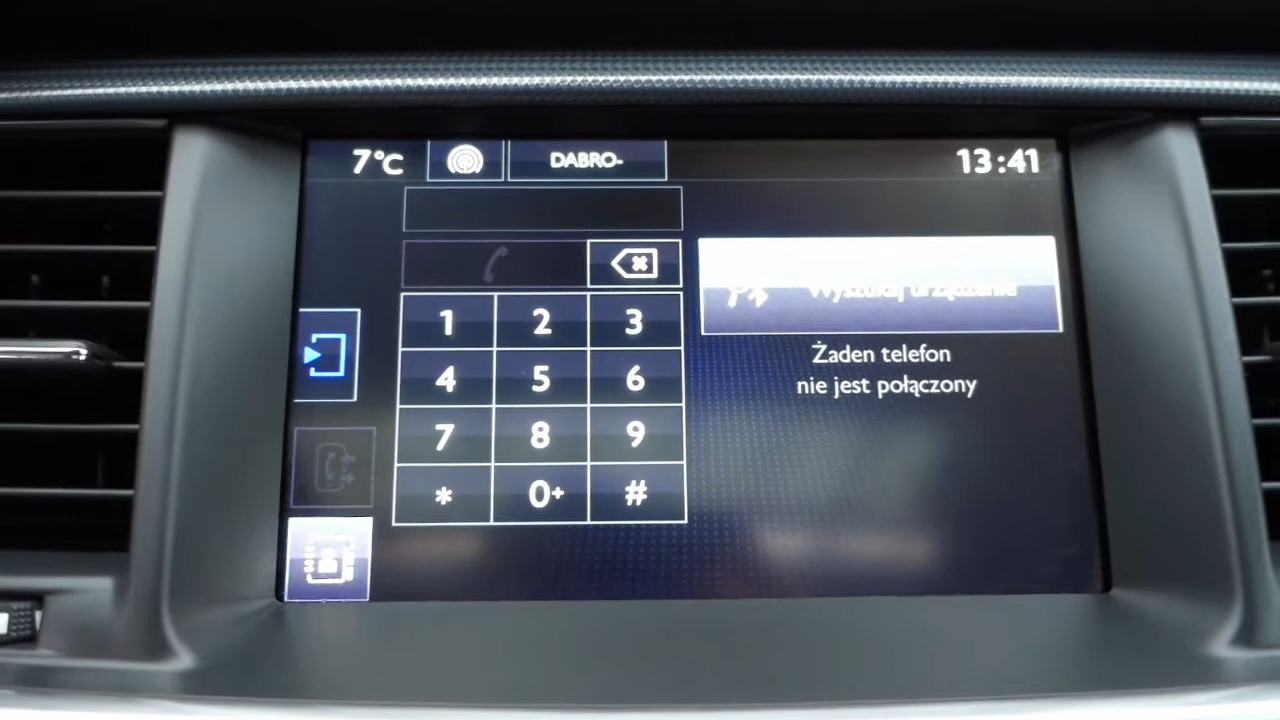 7°C DABRO- 13:41
Wyszukaj urządzenie
Żaden telefon
nie jest połączony
1 2 3
4 5 6
7 8 9
* 0+ #